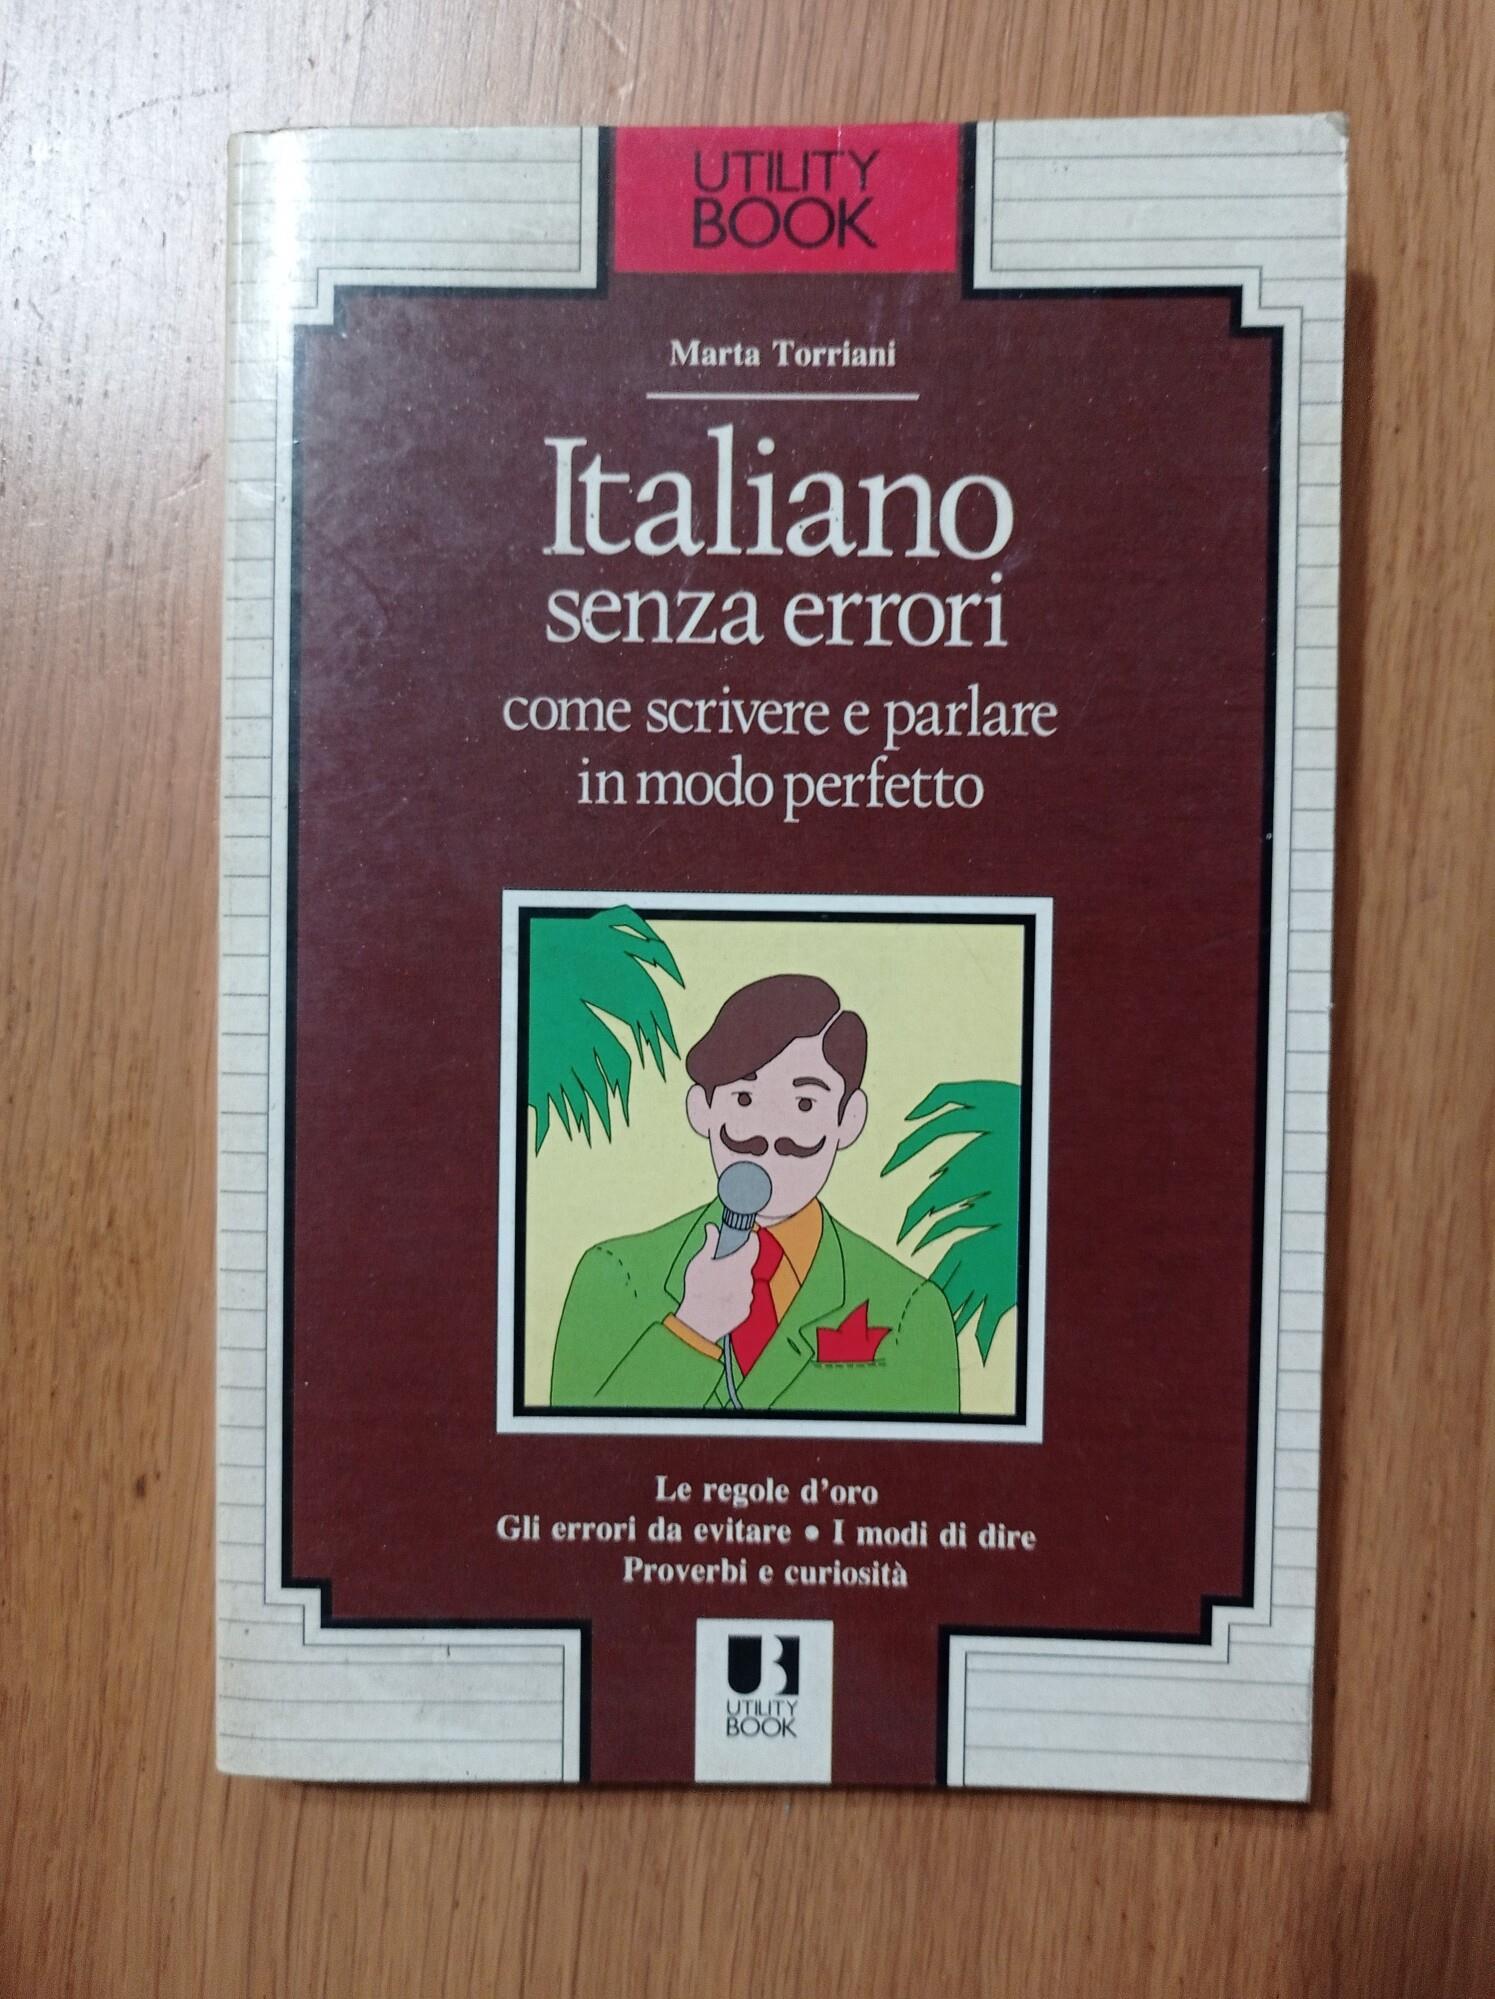 UTILITY
BOOK
Marta Torriani
Italiano
senza errori
come scrivere e parlare
in modo perfetto
Le regole d'oro
Gli errori da evitare • I modi di dire
Proverbi e curiosità
UB
UTILITY
BOOK